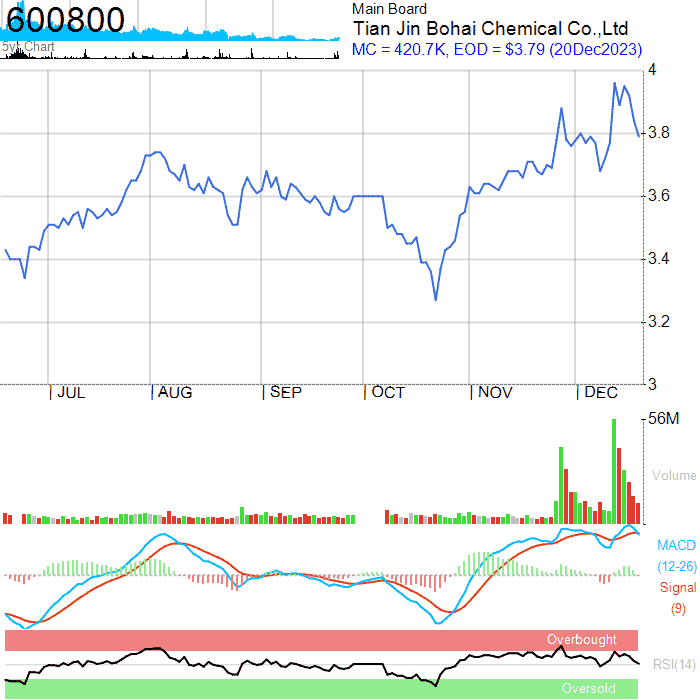 600800
5yr Chart
Main Board
Tian Jin Bohai Chemical Co.,Ltd
MC = 420.7K, EOD = $3.79 (20Dec2023)
4
3.8
3.6
3.4
3.2
3
JUL
AUG
SEP
OCT
NOV
DEC
56M
Volume
MACD
(12-26)
Signal
(9)
Overbought
RSI(14)
Oversold